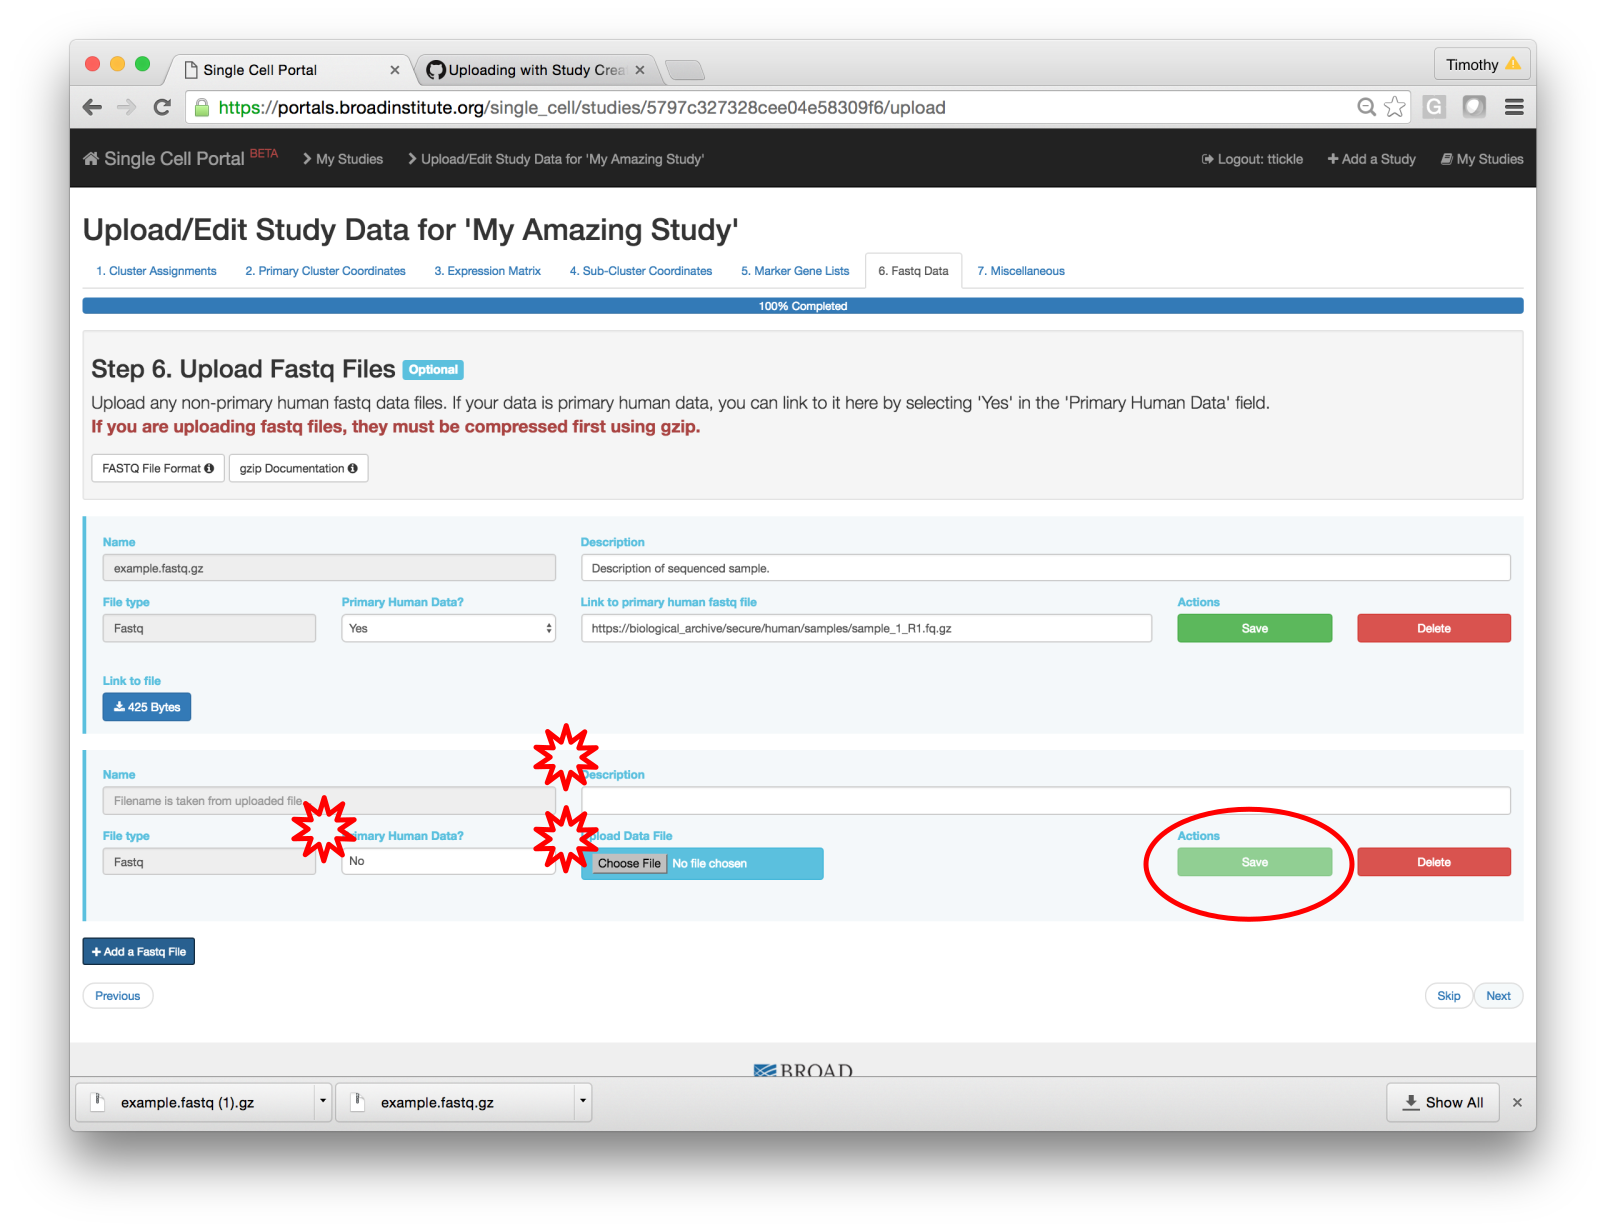 Single Cell Portal
Uploading with Study Crea
Timothy
https://portals.broadinstitute.org/single_cell/studies/5797c327328cee04e58309f6/upload
G
Single Cell Portal BETA
My Studies
Upload/Edit Study Data for 'My Amazing Study'
Logout: ttickle
+ Add a Study
My Studies
Upload/Edit Study Data for 'My Amazing Study'
1. Cluster Assignments
2. Primary Cluster Coordinates
3. Expression Matrix
4. Sub-Cluster Coordinates
5. Marker Gene Lists
6. Fastq Data
7. Miscellaneous
100% Completed
Step 6. Upload Fastq Files Optional
Upload any non-primary human fastq data files. If your data is primary human data, you can link to it here by selecting 'Yes' in the 'Primary Human Data' field.
If you are uploading fastq files, they must be compressed first using gzip.
FASTQ File Format
gzip Documentation
Name
Description
example.fastq.gz
Description of sequenced sample.
File type
Primary Human Data?
Link to primary human fastq file
Actions
Fastq
Yes
https://biological_archive/secure/human/samples/sample_1_R1.fq.gz
Save
Delete
Link to file
425 Bytes
Name
Description
Filename is taken from uploaded file
File type
Primary Human Data?
Upload Data File
Actions
Fastq
No
Choose File No file chosen
Save
Delete
+ Add a Fastq File
Previous
Skip
Next
BROAD
example.fastq (1).gz
example.fastq.gz
Show All